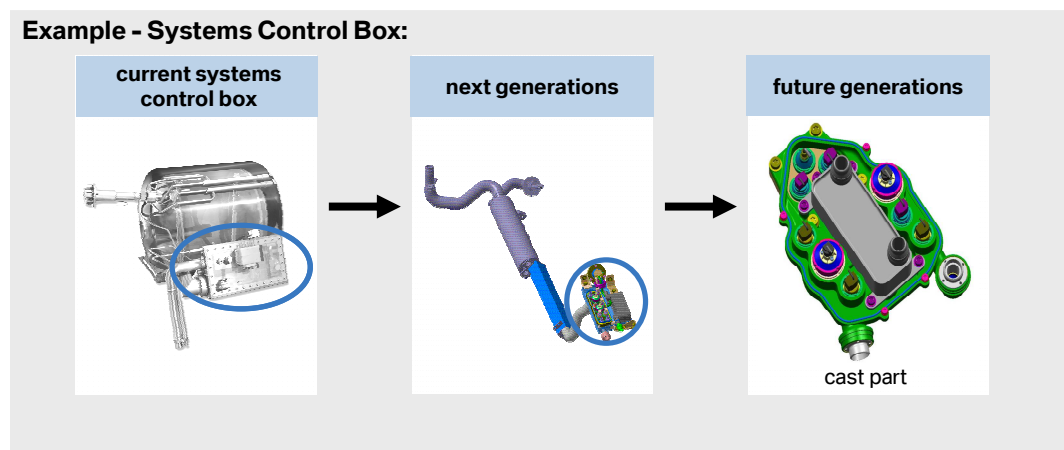 Example - Systems Control Box:
current systems
control box
next generations
future generations
cast part